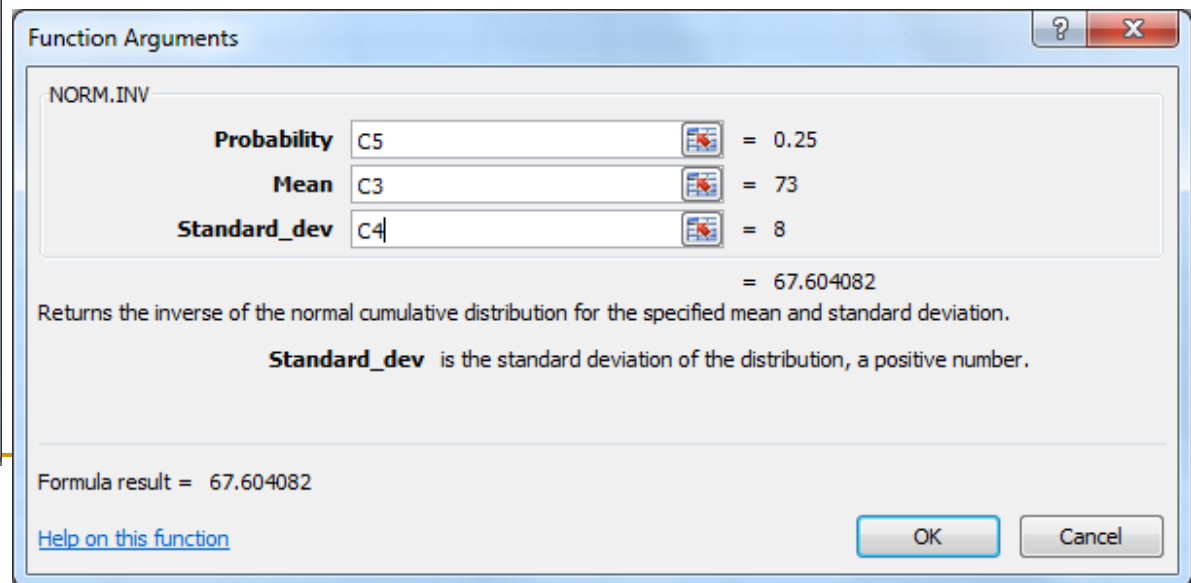 Function Arguments
NORM.INV
Probability C5 = 0.25
Mean C3 = 73
Standard_dev C4 = 8
= 67.604082
Returns the inverse of the normal cumulative distribution for the specified mean and standard deviation.
Standard_dev is the standard deviation of the distribution, a positive number.
Formula result = 67.604082
Help on this function OK Cancel